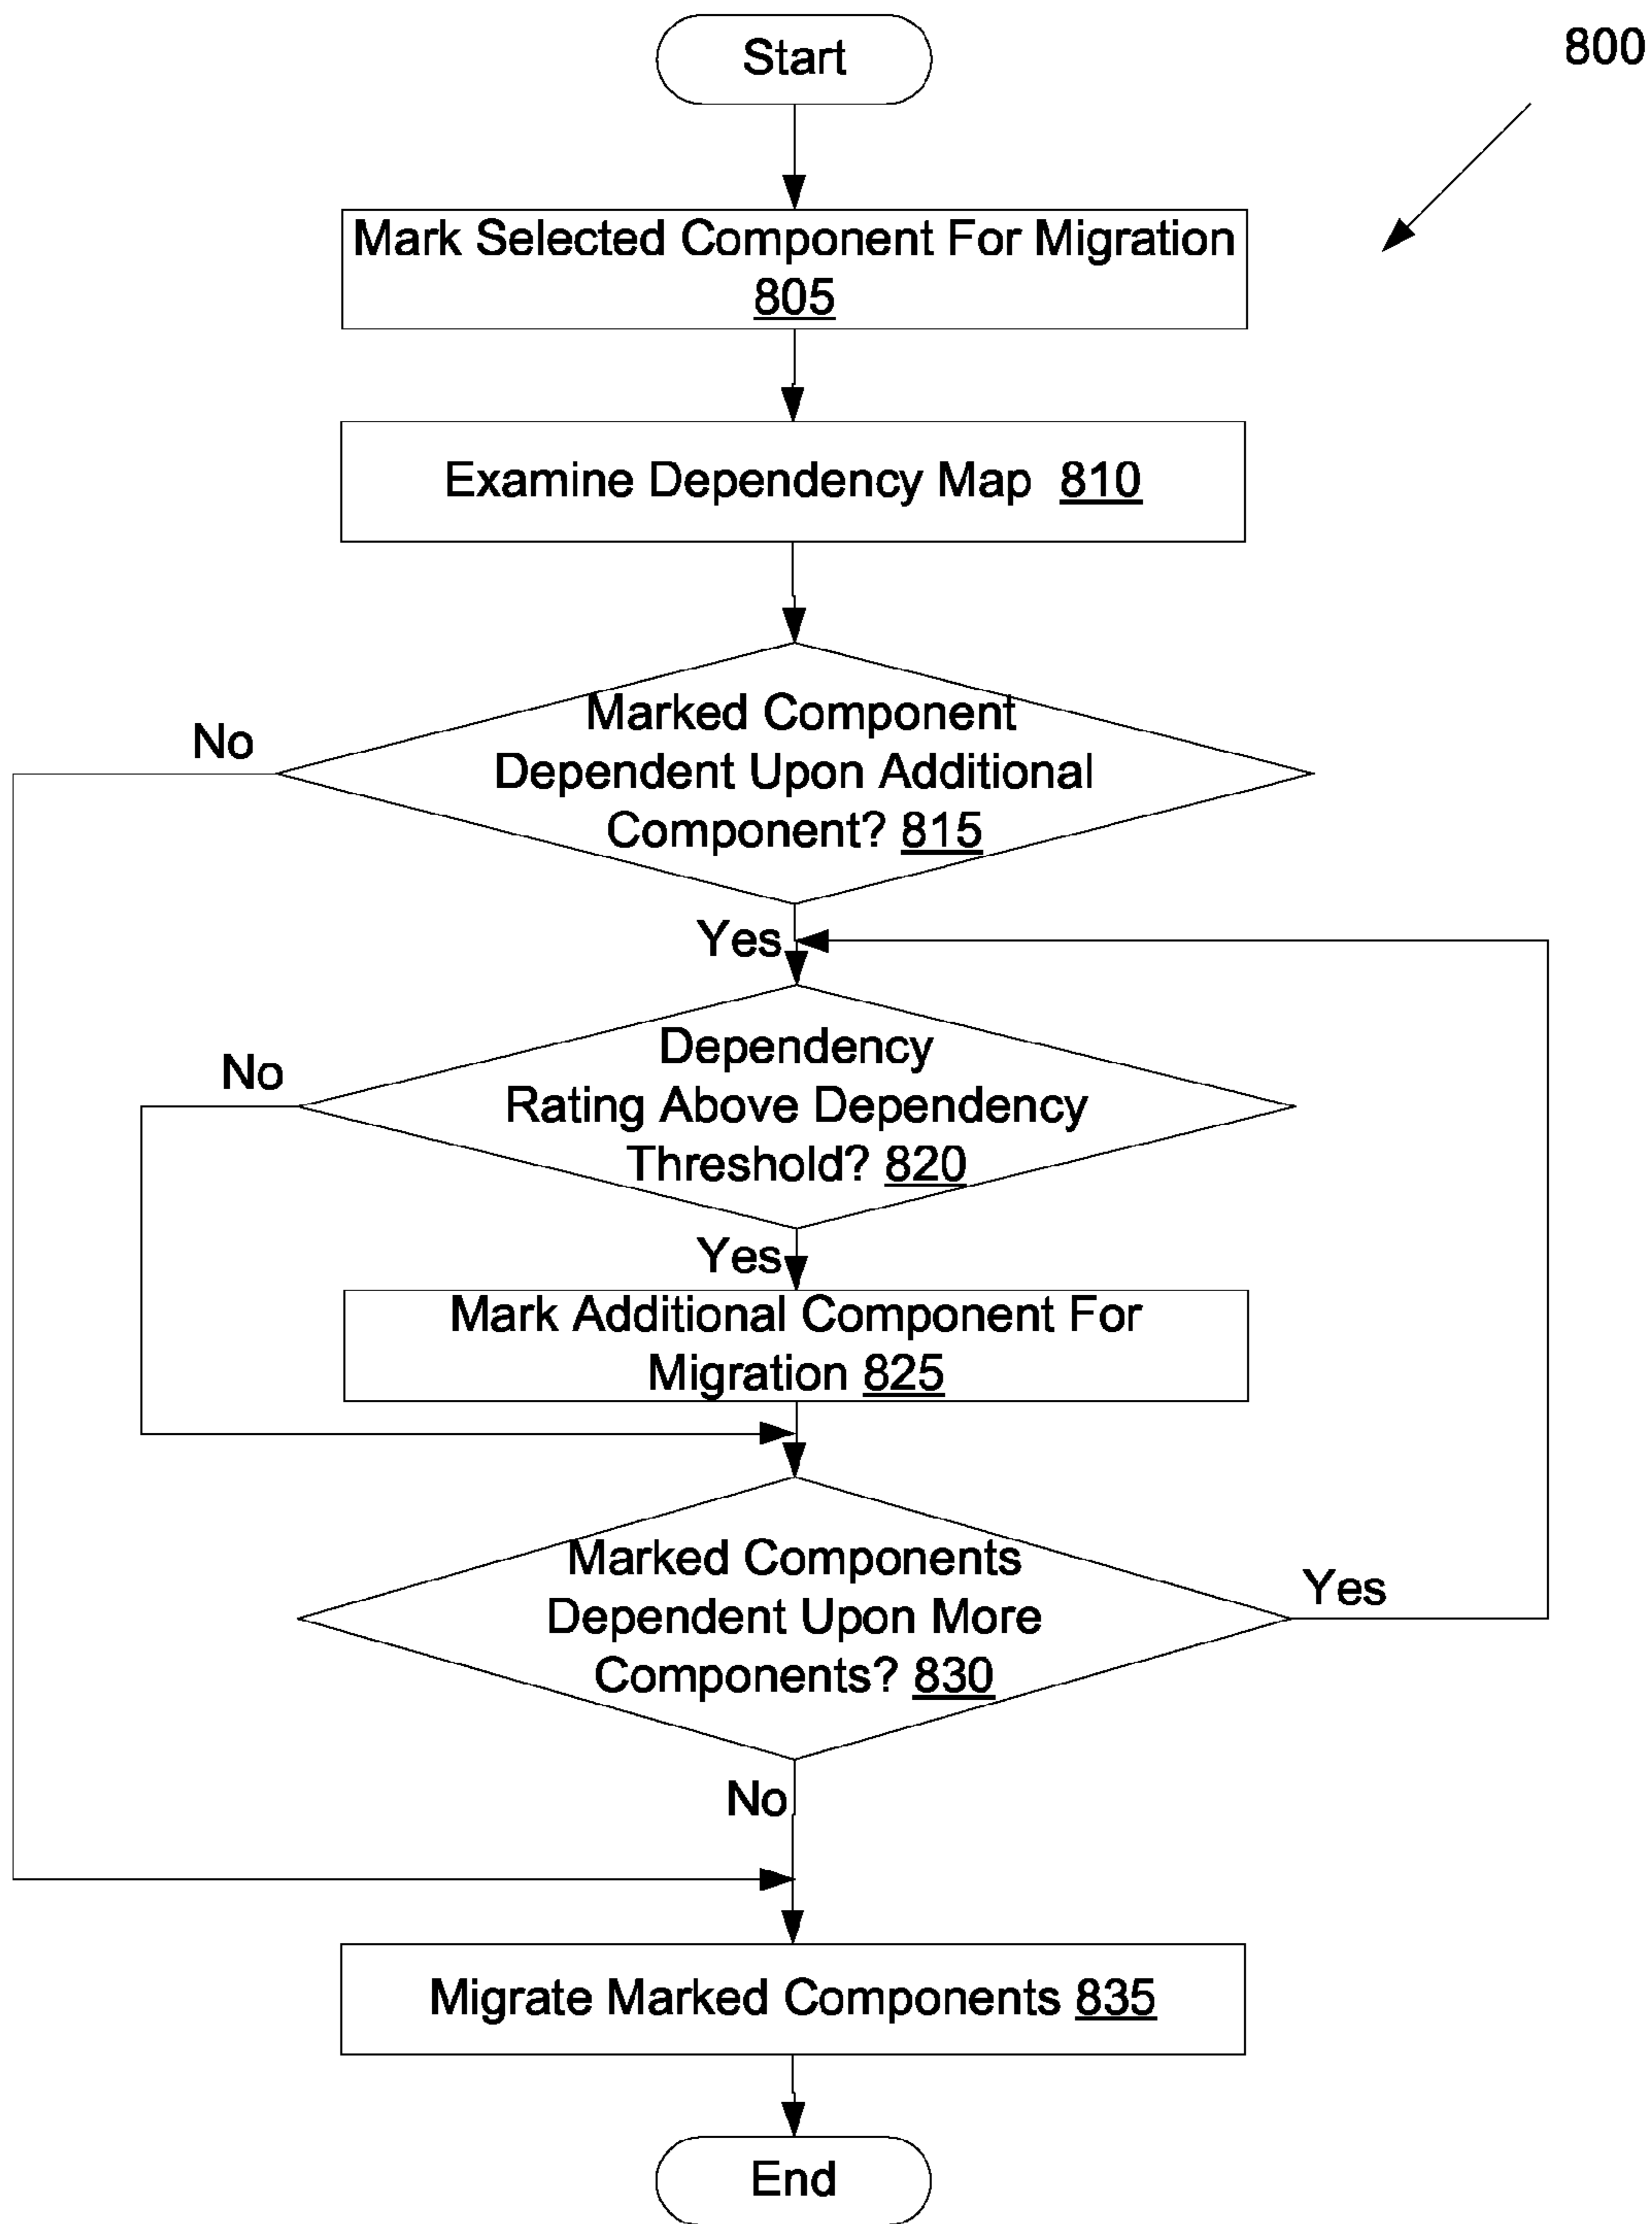 Start
800
Mark Selected Component For Migration
805
Examine Dependency Map 810
Marked Component
Dependent Upon Additional
Component? 815
No
Yes
Dependency
Rating Above Dependency
Threshold? 820
No
Yes
Mark Additional Component For
Migration 825
Marked Components
Dependent Upon More
Components? 830
Yes
No
Migrate Marked Components 835
End